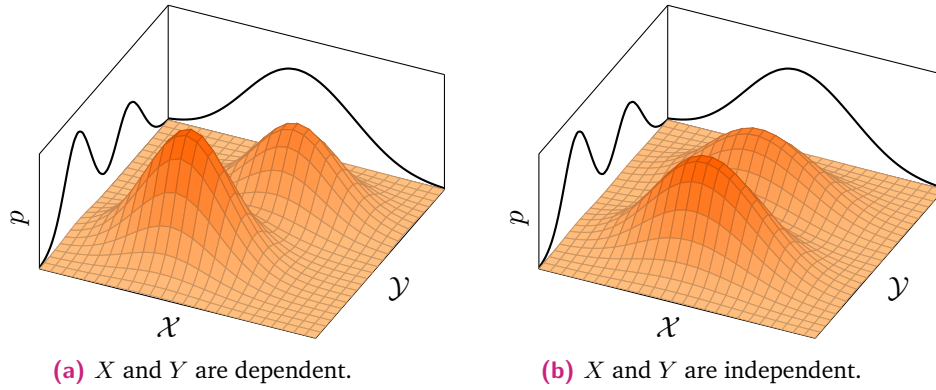 p
𝒳
𝒴
(a) X and Y are dependent.
p
𝒳
𝒴
(b) X and Y are independent.